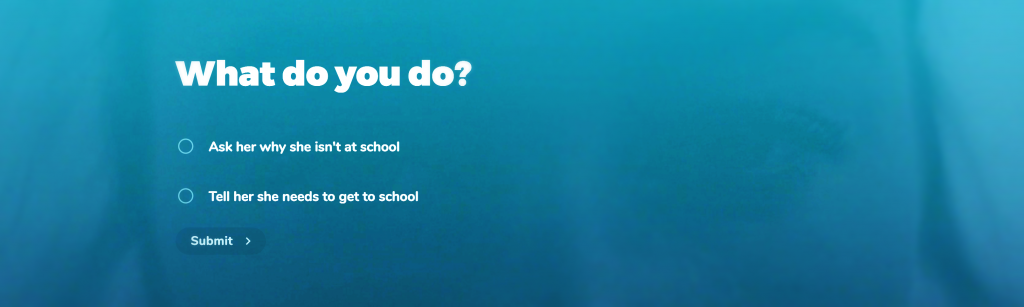 What do you do?
Ask her why she isn't at school
Tell her she needs to get to school
Submit